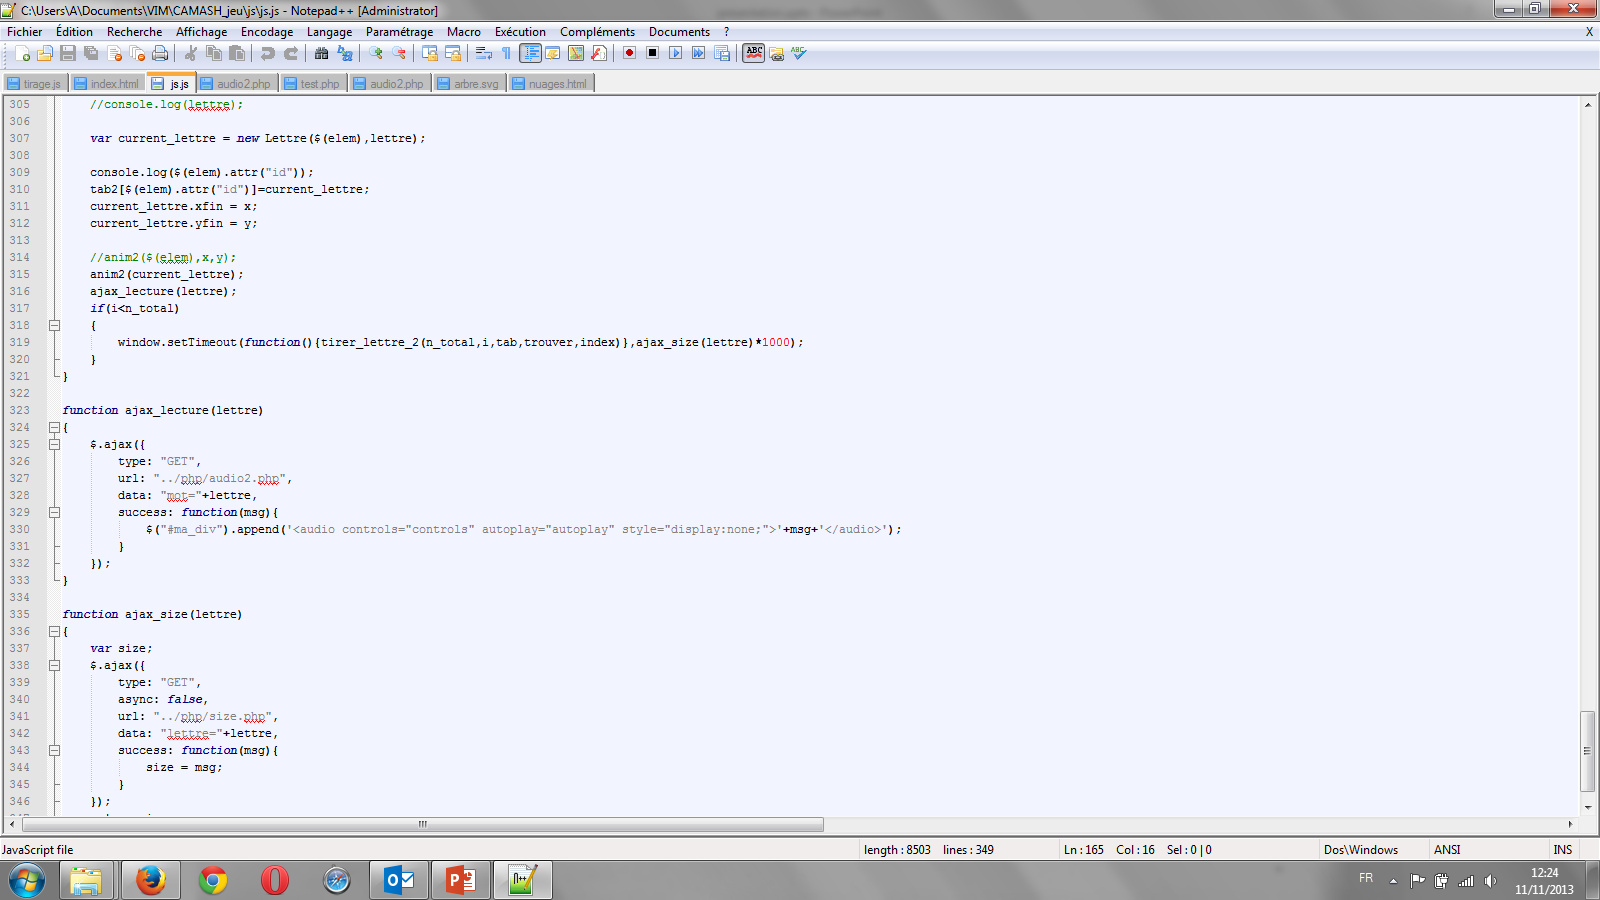 C:\Users\A\Documents\VIM\CAMASH_jeu\js\js.js - Notepad++ [Administrator]
Fichier Édition Recherche Affichage Encodage Langage Paramétrage Macro Exécution Compléments Documents ? X
tirage.js index.html js.js audio2.php test.php audio2.php arbre.svg nuages.html
305 //console.log(lettre);
306
307 var current_lettre = new Lettre($(elem),lettre);
308
309 console.log($(elem).attr("id"));
310 tab2[$(elem).attr("id")]=current_lettre;
311 current_lettre.xfin = x;
312 current_lettre.yfin = y;
313
314 //anim2($(elem),x,y);
315 anim2(current_lettre);
316 ajax_lecture(lettre);
317 if(i<n_total)
318 {
319 window.setTimeout(function(){tirer_lettre_2(n_total,i,tab,trouver,index)},ajax_size(lettre)*1000);
320 }
321 }
322
323 function ajax_lecture(lettre)
324 {
325 $.ajax({
326 type: "GET",
327 url: "../php/audio2.php",
328 data: "mot="+lettre,
329 success: function(msg){
330 $("#ma_div").append('<audio controls="controls" autoplay="autoplay" style="display:none;">'+msg+'</audio>');
331 }
332 });
333 }
334
335 function ajax_size(lettre)
336 {
337 var size;
338 $.ajax({
339 type: "GET",
340 async: false,
341 url: "../php/size.php",
342 data: "lettre="+lettre,
343 success: function(msg){
344 size = msg;
345 }
346 });
JavaScript file length : 8503 lines : 349 Ln : 165 Col : 16 Sel : 0 | 0 Dos\Windows ANSI INS
FR 12:24
11/11/2013